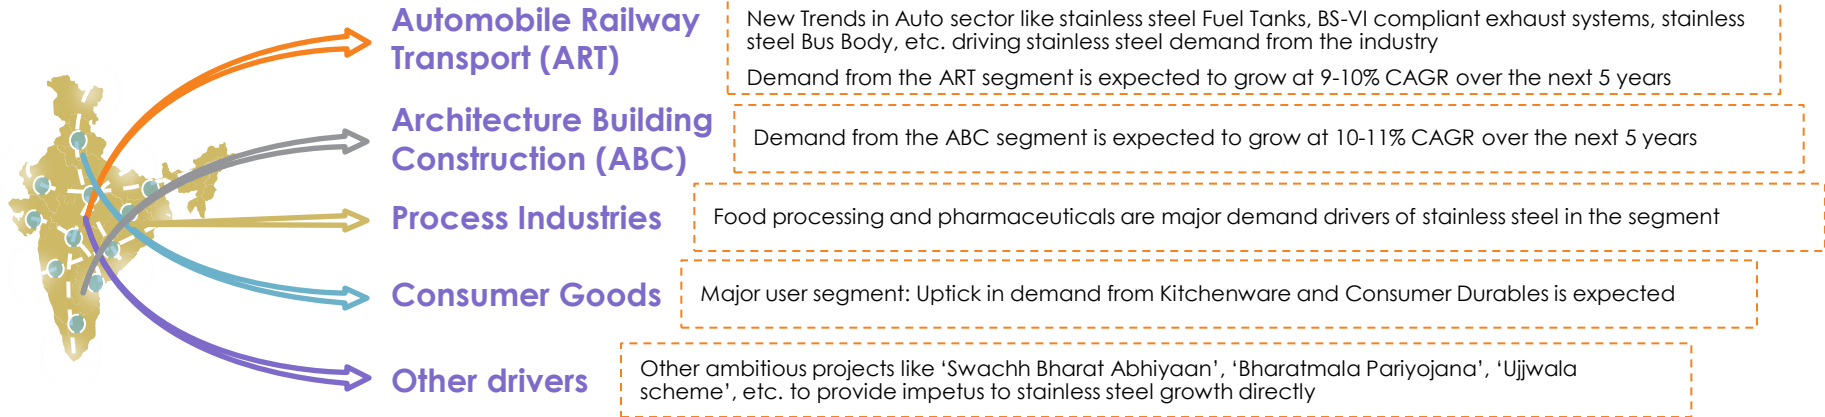 Automobile Railway
Transport (ART)
New Trends in Auto sector like stainless steel Fuel Tanks, BS-VI compliant exhaust systems, stainless
steel Bus Body, etc. driving stainless steel demand from the industry
Demand from the ART segment is expected to grow at 9-10% CAGR over the next 5 years
Architecture Building
Construction (ABC)
Demand from the ABC segment is expected to grow at 10-11% CAGR over the next 5 years
Process Industries
Food processing and pharmaceuticals are major demand drivers of stainless steel in the segment
Consumer Goods
Major user segment: Uptick in demand from Kitchenware and Consumer Durables is expected
Other drivers
Other ambitious projects like ‘Swachh Bharat Abhiyaan’, ‘Bharatmala Pariyojana’, ‘Ujjwala
scheme’, etc. to provide impetus to stainless steel growth directly